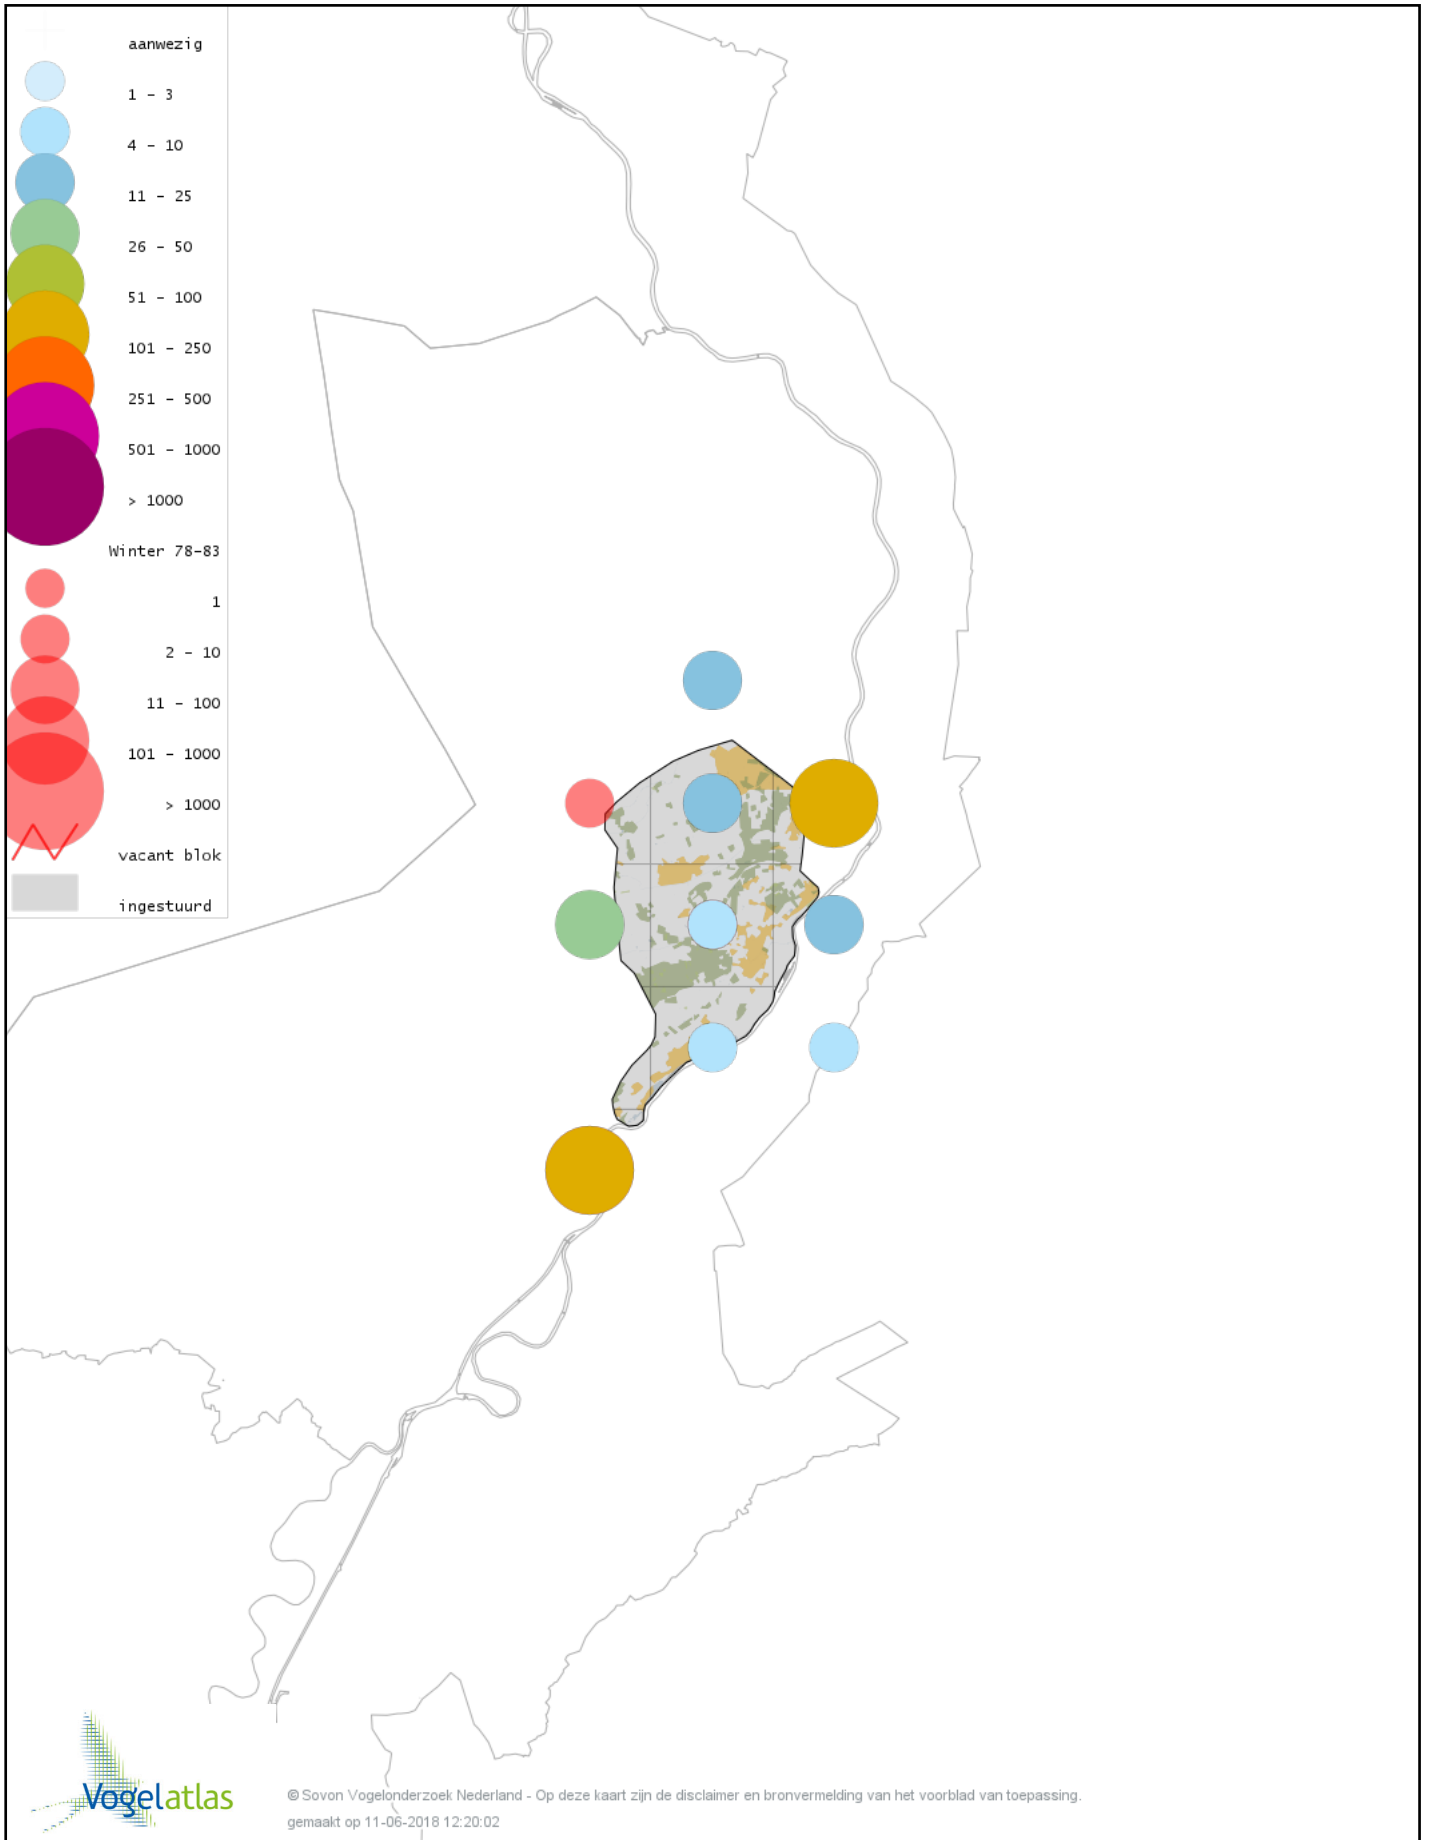 aanwezig
1 - 3
4 - 10
11 - 25
26 - 50
51 - 100
101 - 250
251 - 500
501 - 1000
> 1000
Winter 78-83
1
2 - 10
11 - 100
101 - 1000
> 1000
vacant blok
ingestuurd
Vogelatlas
© Sovon Vogelonderzoek Nederland - Op deze kaart zijn de disclaimer en bronvermelding van het voorblad van toepassing.
gemaakt op 11-06-2018 12:20:02